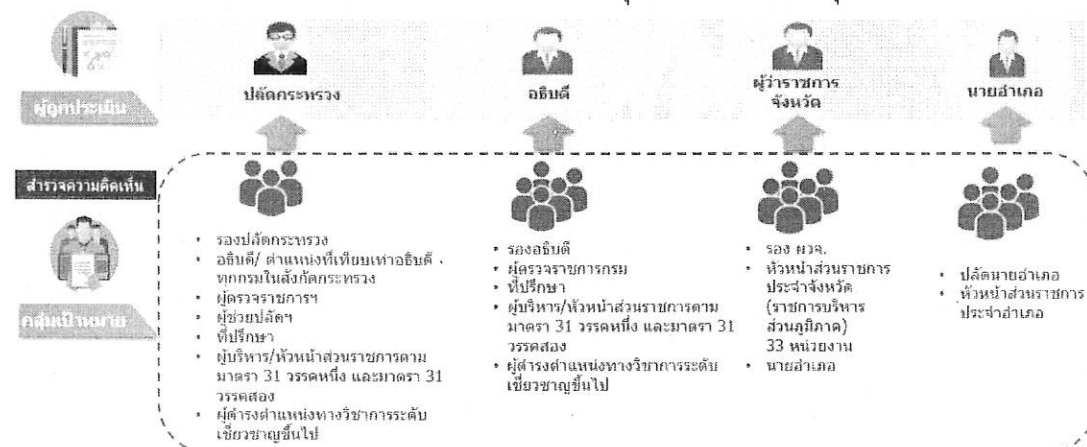 ผู้ถูกประเมิน
ปลัดกระทรวง
อธิบดี
ผู้ว่าราชการ
จังหวัด
นายอำเภอ
สำรวจความคิดเห็น
กลุ่มเป้าหมาย
• รองปลัดกระทรวง
• อธิบดี/ ตำแหน่งที่เทียบเท่าอธิบดี
ทุกกรมในสังกัดกระทรวง
• ผู้ตรวจราชการฯ
• ผู้ช่วยปลัดฯ
• ที่ปรึกษา
• ผู้บริหาร/หัวหน้าส่วนราชการตาม
มาตรา 31 วรรคหนึ่ง และมาตรา 31
วรรคสอง
• ผู้ดำรงตำแหน่งทางวิชาการระดับ
เชี่ยวชาญขึ้นไป
• รองอธิบดี
• ผู้ตรวจราชการกรม
• ที่ปรึกษา
• ผู้บริหาร/หัวหน้าส่วนราชการตาม
มาตรา 31 วรรคหนึ่ง และมาตรา 31
วรรคสอง
• ผู้ดำรงตำแหน่งทางวิชาการระดับ
เชี่ยวชาญขึ้นไป
• รอง ผวจ.
• หัวหน้าส่วนราชการ
ประจำจังหวัด
(ราชการบริหาร
ส่วนภูมิภาค)
33 หน่วยงาน
• นายอำเภอ
• ปลัดนายอำเภอ
• หัวหน้าส่วนราชการ
ประจำอำเภอ